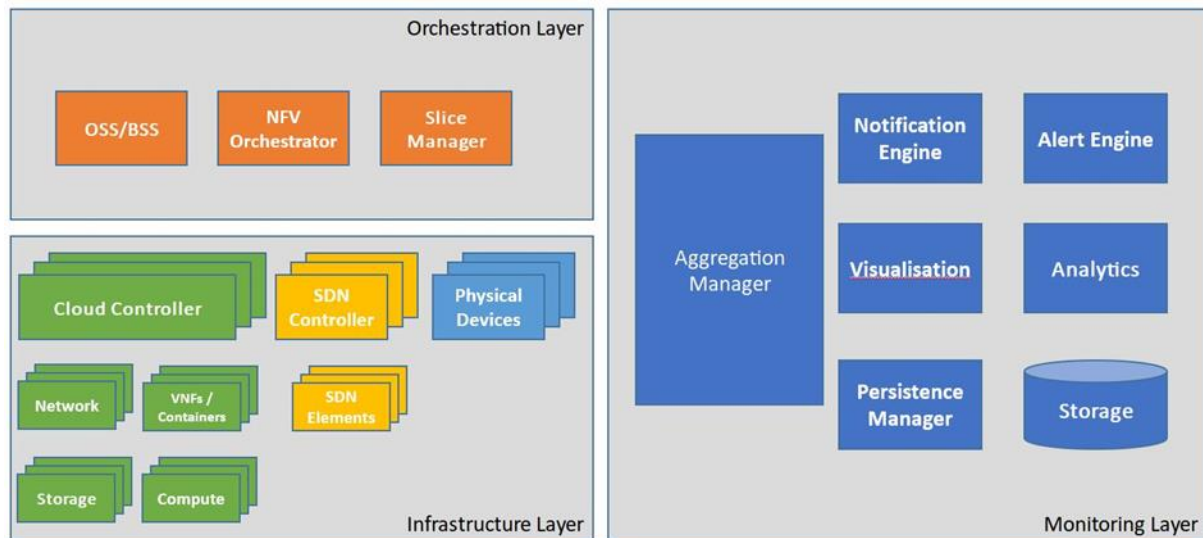 Orchestration Layer
OSS/BSS
NFV
Orchestrator
Slice
Manager
Cloud Controller
SDN
Controller
Physical
Devices
Network
VNFs /
Containers
SDN
Elements
Storage
Compute
Infrastructure Layer
Aggregation
Manager
Notification
Engine
Alert Engine
Visualisation
Analytics
Persistence
Manager
Storage
Monitoring Layer